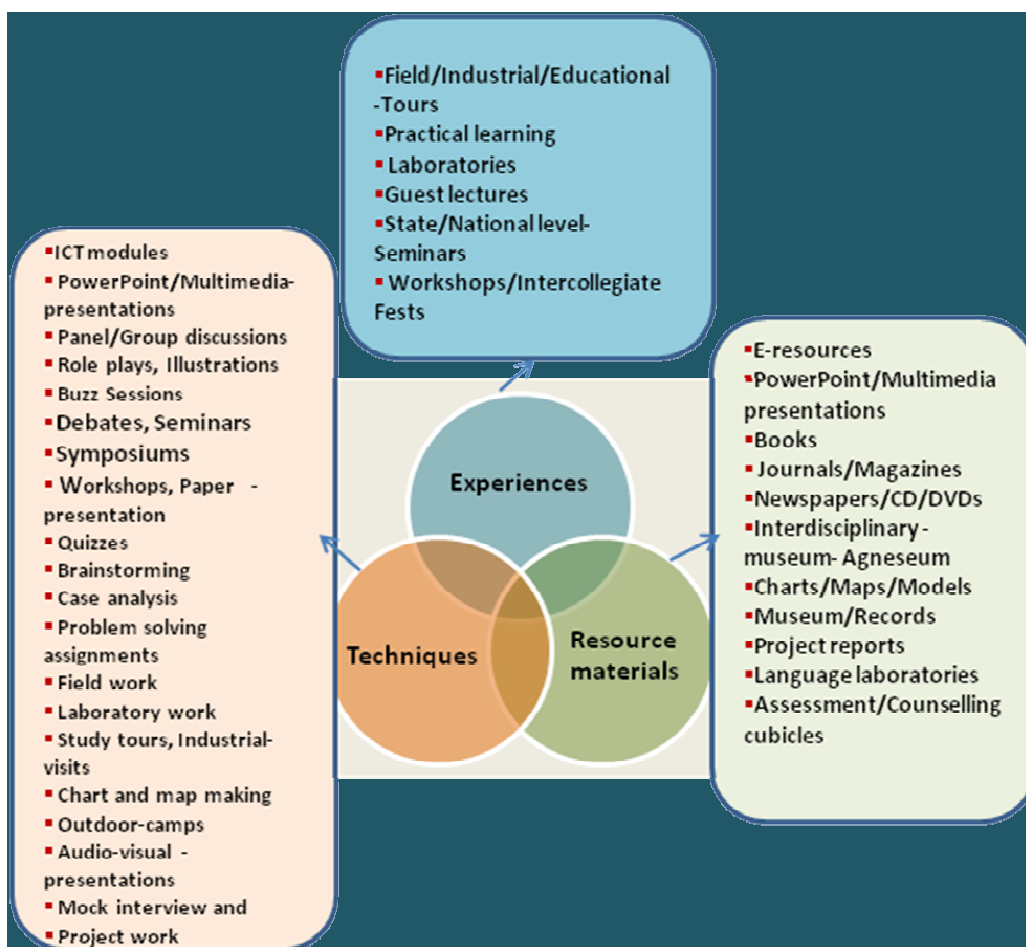 ▪Field/Industrial/Educational
-Tours
▪Practical learning
▪ Laboratories
▪Guest lectures
▪State/National level-
Seminars
▪ Workshops/Intercollegiate
Fests
▪ICT modules
▪ PowerPoint/Multimedia-
presentations
▪ Panel/Group discussions
▪ Role plays, Illustrations
▪ Buzz Sessions
▪ Debates, Seminars
▪ Symposiums
▪ Workshops, Paper -
presentation
▪ Quizzes
▪ Brainstorming
▪ Case analysis
▪ Problem solving
assignments
▪ Field work
▪ Laboratory work
▪ Study tours, Industrial-
visits
▪ Chart and map making
▪ Outdoor-camps
▪ Audio-visual -
presentations
▪ Mock interview and
▪ Project work
Experiences
Techniques
Resource
materials
▪E-resources
▪PowerPoint/Multimedia
presentations
▪Books
▪ Journals/Magazines
▪Newspapers/CD/DVDs
▪Interdisciplinary-
museum- Agneseum
▪Charts/Maps/Models
▪Museum/Records
▪Project reports
▪Language laboratories
▪Assessment/Counselling
cubicles